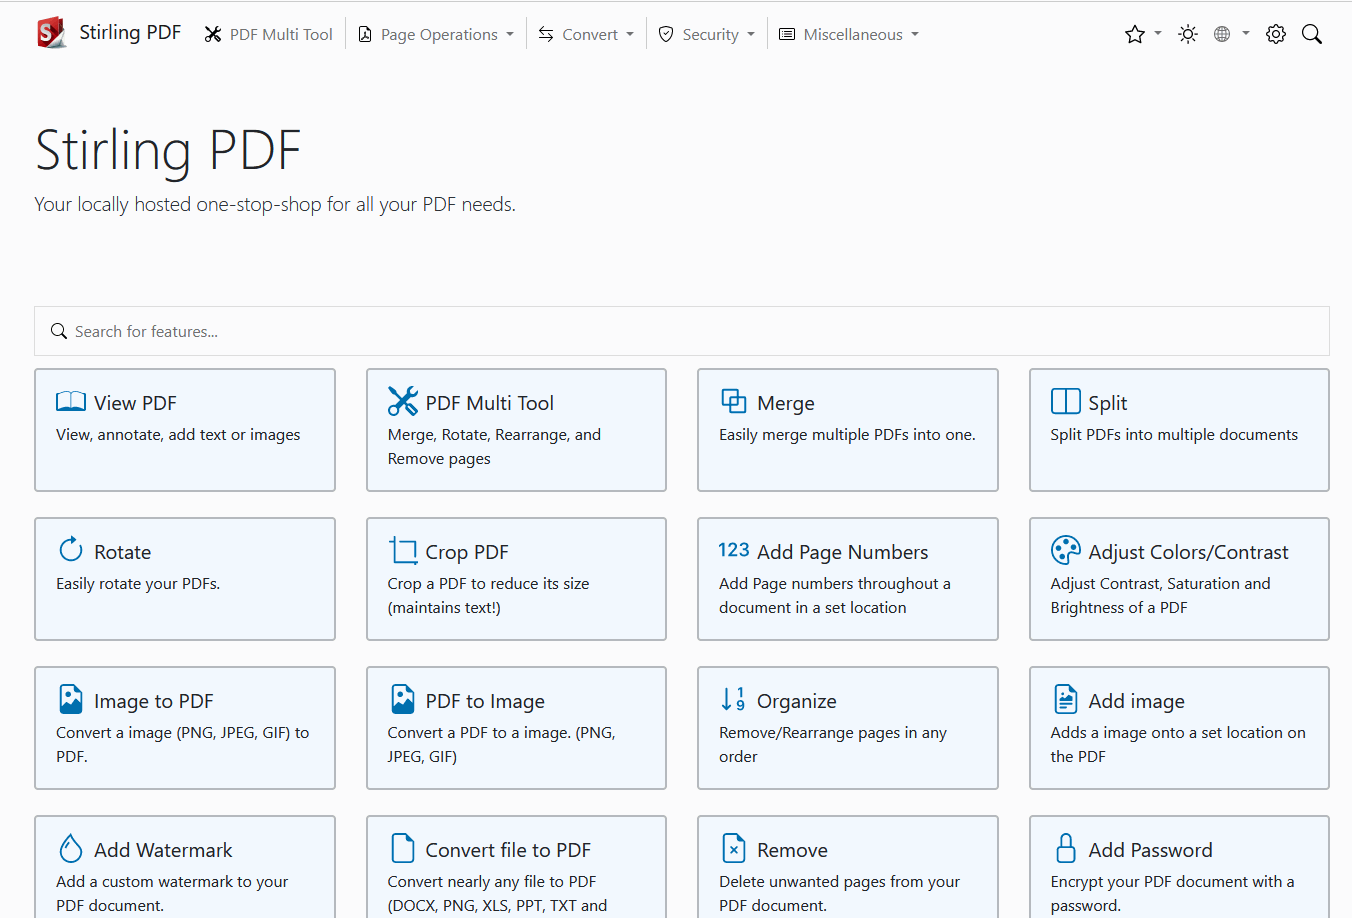 Stirling PDF PDF Multi Tool Page Operations Convert Security Miscellaneous
Stirling PDF
Your locally hosted one-stop-shop for all your PDF needs.
Search for features...
View PDF
View, annotate, add text or images
PDF Multi Tool
Merge, Rotate, Rearrange, and
Remove pages
Merge
Easily merge multiple PDFs into one.
Split
Split PDFs into multiple documents
Rotate
Easily rotate your PDFs.
Crop PDF
Crop a PDF to reduce its size
(maintains text!)
123 Add Page Numbers
Add Page numbers throughout a
document in a set location
Adjust Colors/Contrast
Adjust Contrast, Saturation and
Brightness of a PDF
Image to PDF
Convert a image (PNG, JPEG, GIF) to
PDF.
PDF to Image
Convert a PDF to a image. (PNG,
JPEG, GIF)
1
9
Organize
Remove/Rearrange pages in any
order
Add image
Adds a image onto a set location on
the PDF
Add Watermark
Add a custom watermark to your
PDF document.
Convert file to PDF
Convert nearly any file to PDF
(DOCX, PNG, XLS, PPT, TXT and
Remove
Delete unwanted pages from your
PDF document.
Add Password
Encrypt your PDF document with a
password.